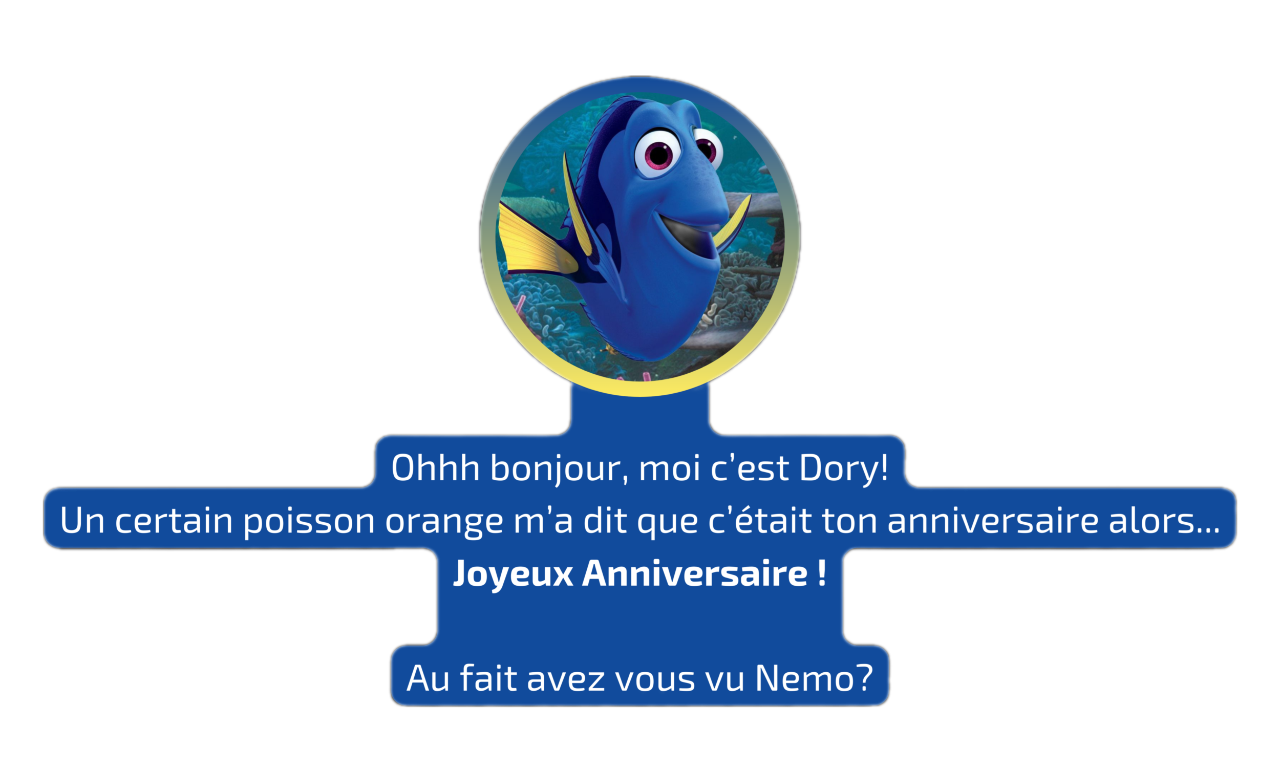 Ohhh bonjour, moi c’est Dory!
Un certain poisson orange m’a dit que c’était ton anniversaire alors...
Joyeux Anniversaire !
Au fait avez vous vu Nemo?